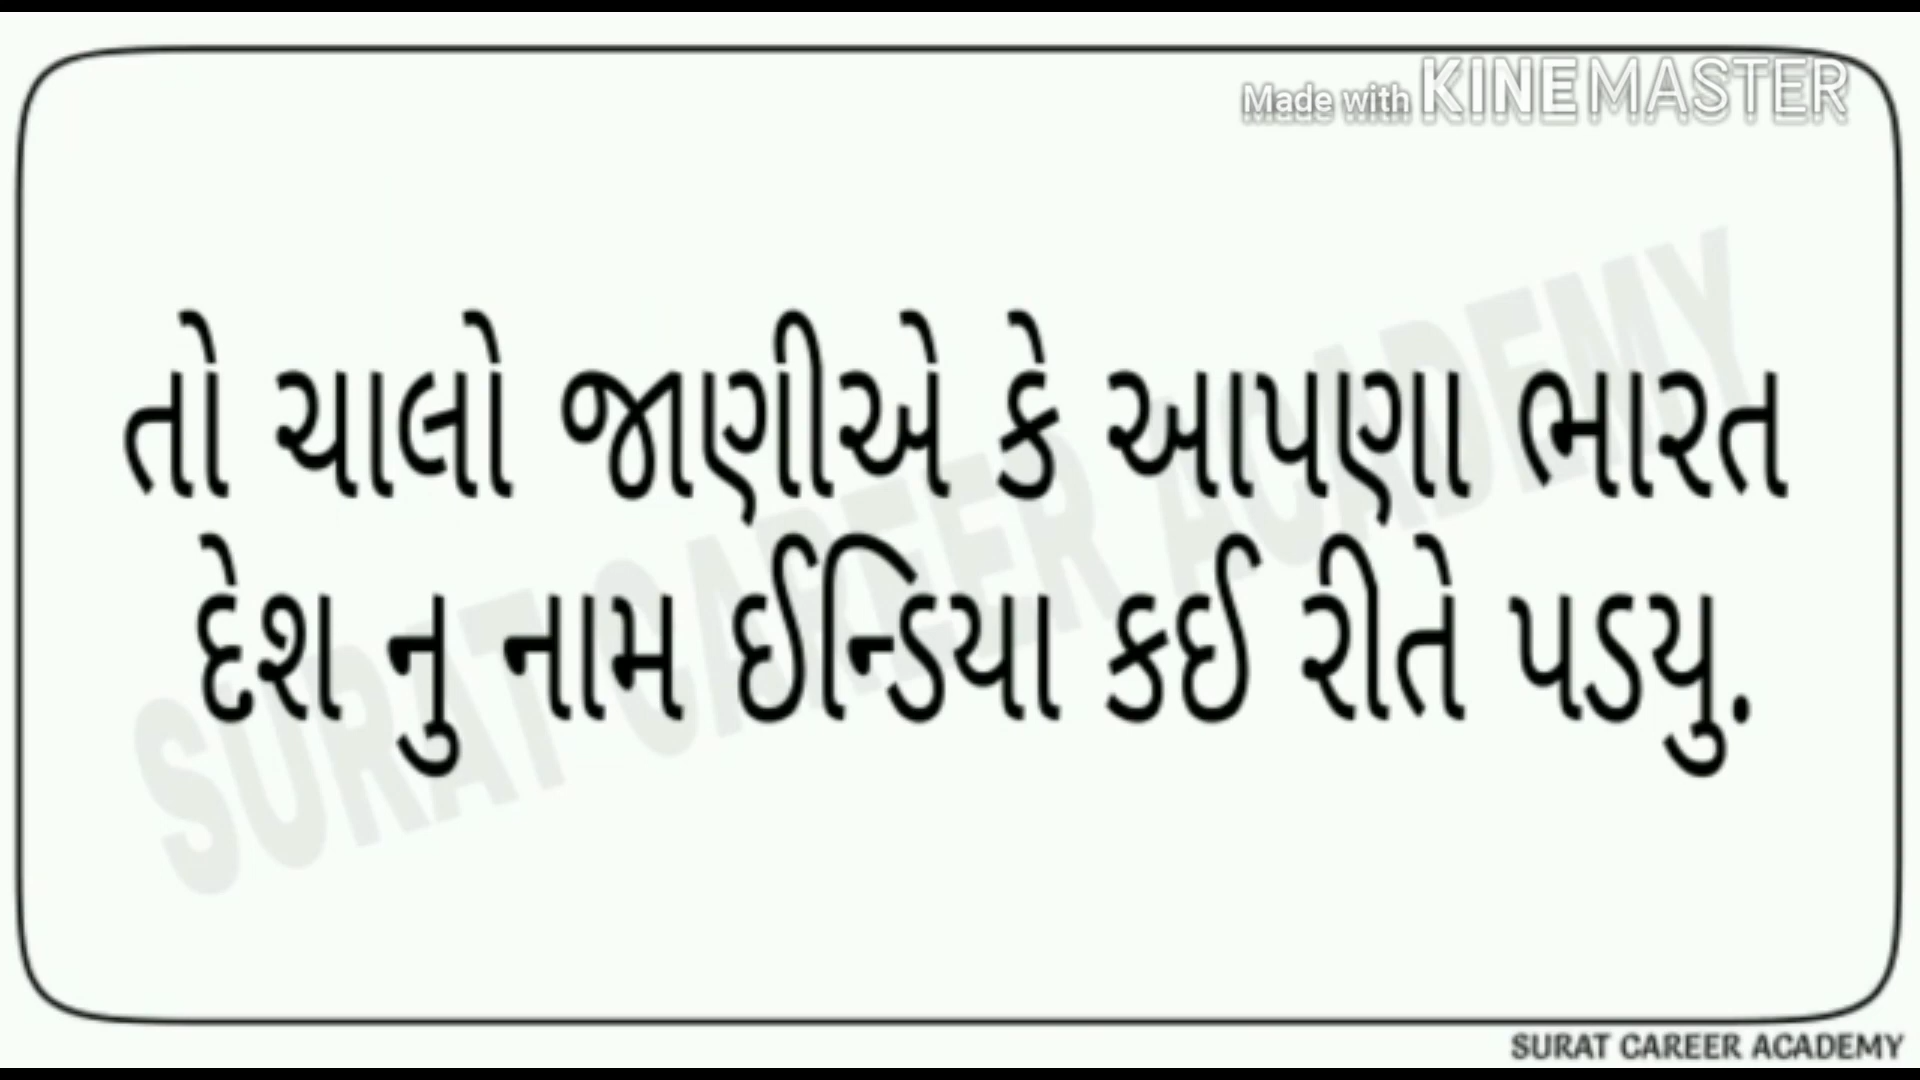 Made with KINEMASTER
તો ચાલો જાણીએ કે આપણા ભારત
દેશ નુ નામ ઈન્ડિયા કઈ રીતે પડયુ.
SURAT CAREER ACADEMY
SURAT CAREER ACADEMY